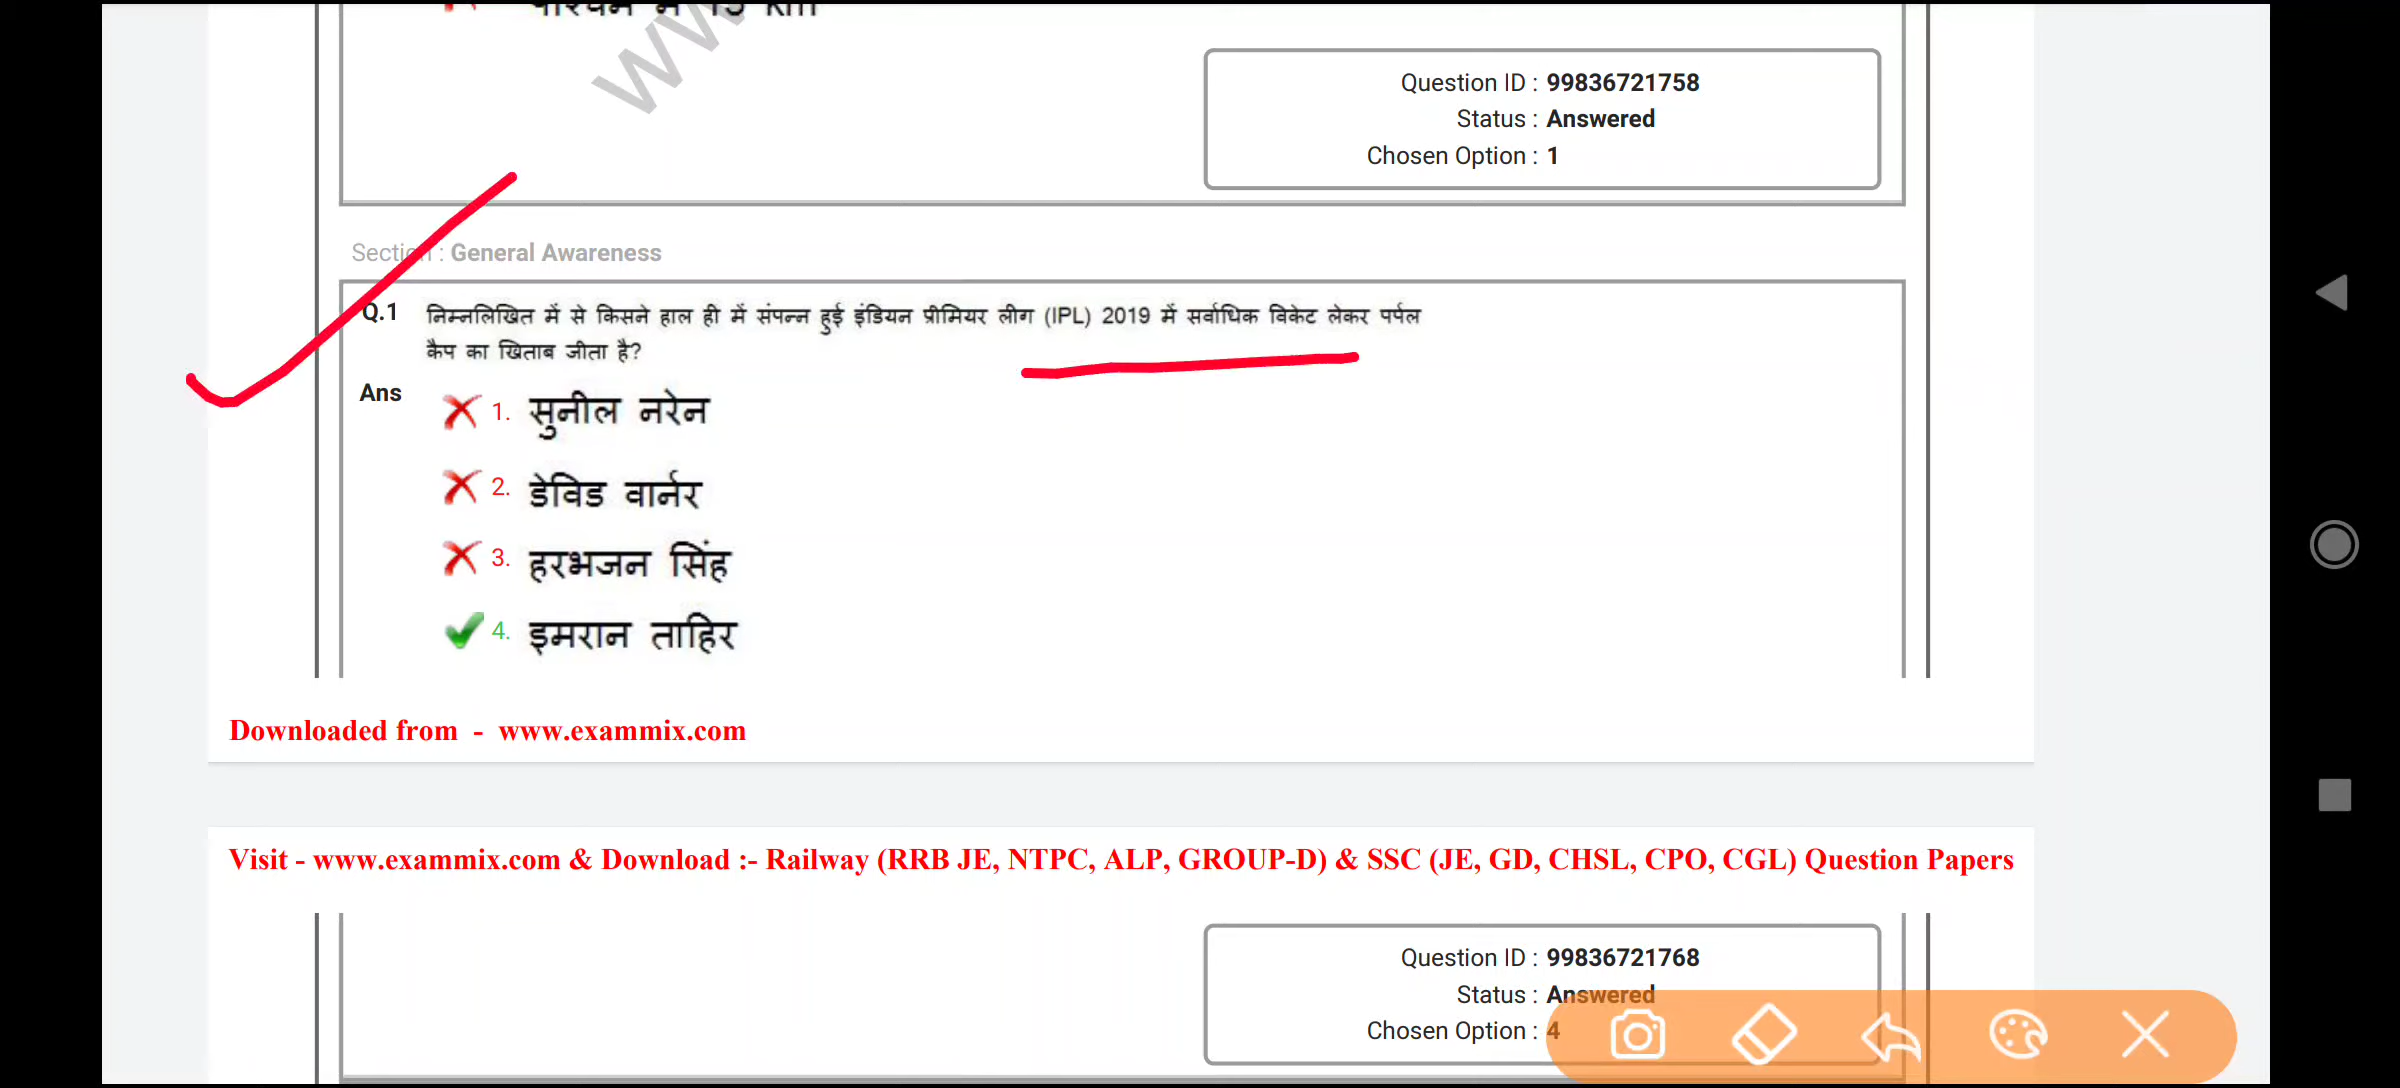 Question ID : 99836721758
Status : Answered
Chosen Option : 1
Section : General Awareness
Q.1 निम्नलिखित में से किसने हाल ही में संपन्न हुई इंडियन प्रीमियर लीग (IPL) 2019 में सर्वाधिक विकेट लेकर पर्पल
कैप का खिताब जीता है?
Ans
1. सुनील नरेन
2. डेविड वार्नर
3. हरभजन सिंह
4. इमरान ताहिर
Downloaded from - www.exammix.com
Visit - www.exammix.com & Download :- Railway (RRB JE, NTPC, ALP, GROUP-D) & SSC (JE, GD, CHSL, CPO, CGL) Question Papers
Question ID : 99836721768
Status : Answered
Chosen Option : 4